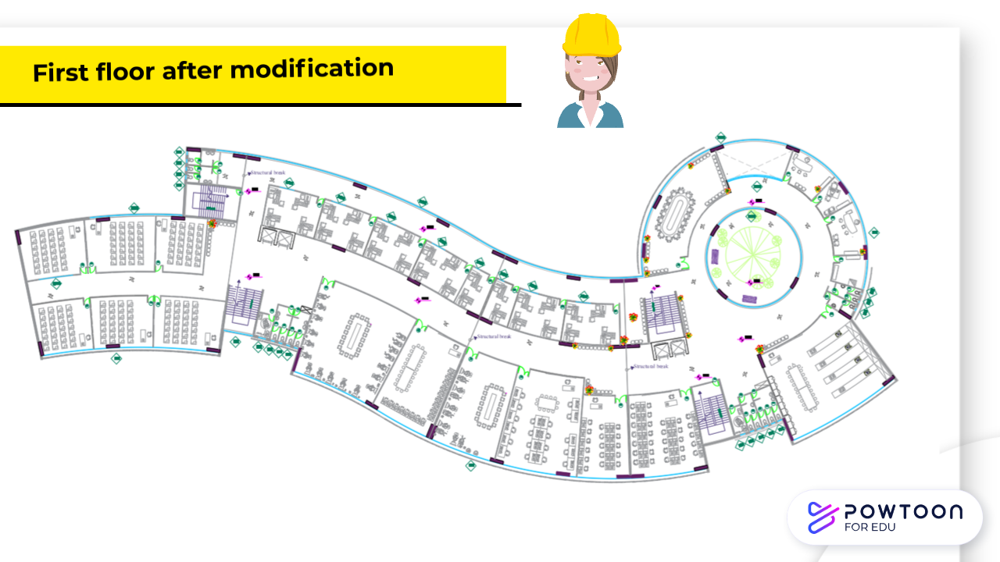 First floor after modification
Structural break
Structural break
Structural break
POWTOON
FOR EDU